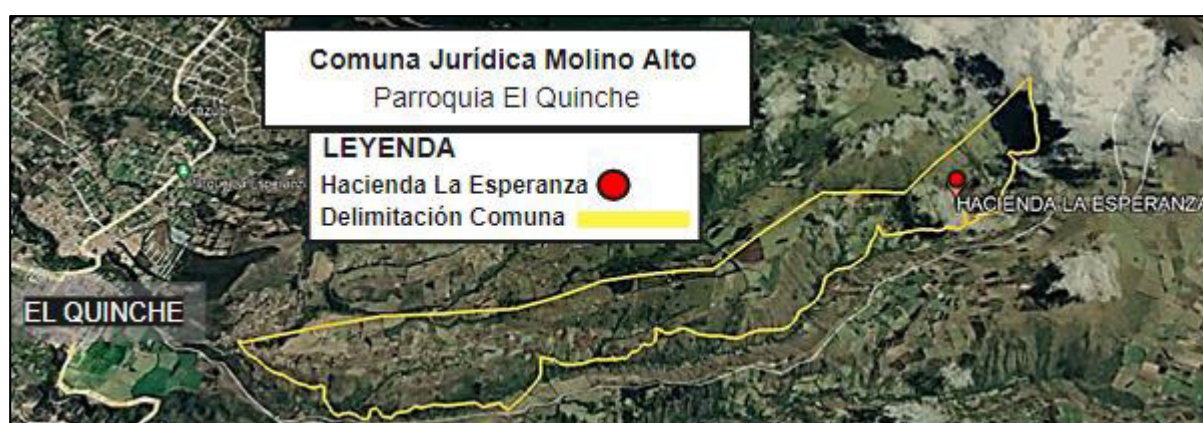 Comuna Jurídica Molino Alto
Parroquia El Quinche
LEYENDA
Hacienda La Esperanza
Delimitación Comuna
HACIENDA LA ESPERANZA
EL QUINCHE